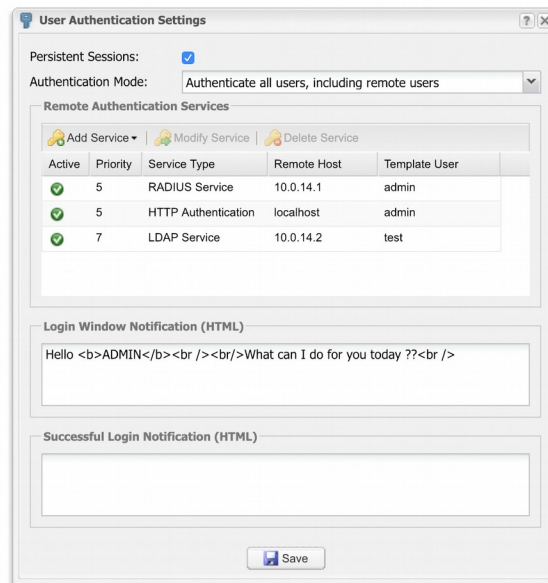 User Authentication Settings
Persistent Sessions:
Authentication Mode: Authenticate all users, including remote users
Remote Authentication Services
Add Service Modify Service Delete Service
Active Priority Service Type Remote Host Template User
5 RADIUS Service 10.0.14.1 admin
5 HTTP Authentication localhost admin
7 LDAP Service 10.0.14.2 test
Login Window Notification (HTML)
Hello <b>ADMIN</b><br /><br/>What can I do for you today ??<br />
Successful Login Notification (HTML)
Save